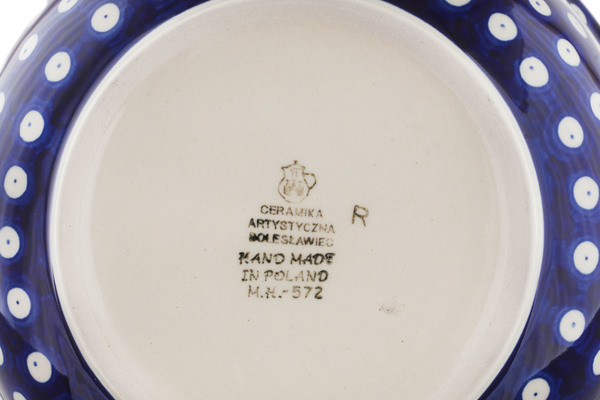 CERAMIKA
ARTYSTYCZNA
BOLESŁAWIEC
R
HAND MADE
IN POLAND
M.K.-572